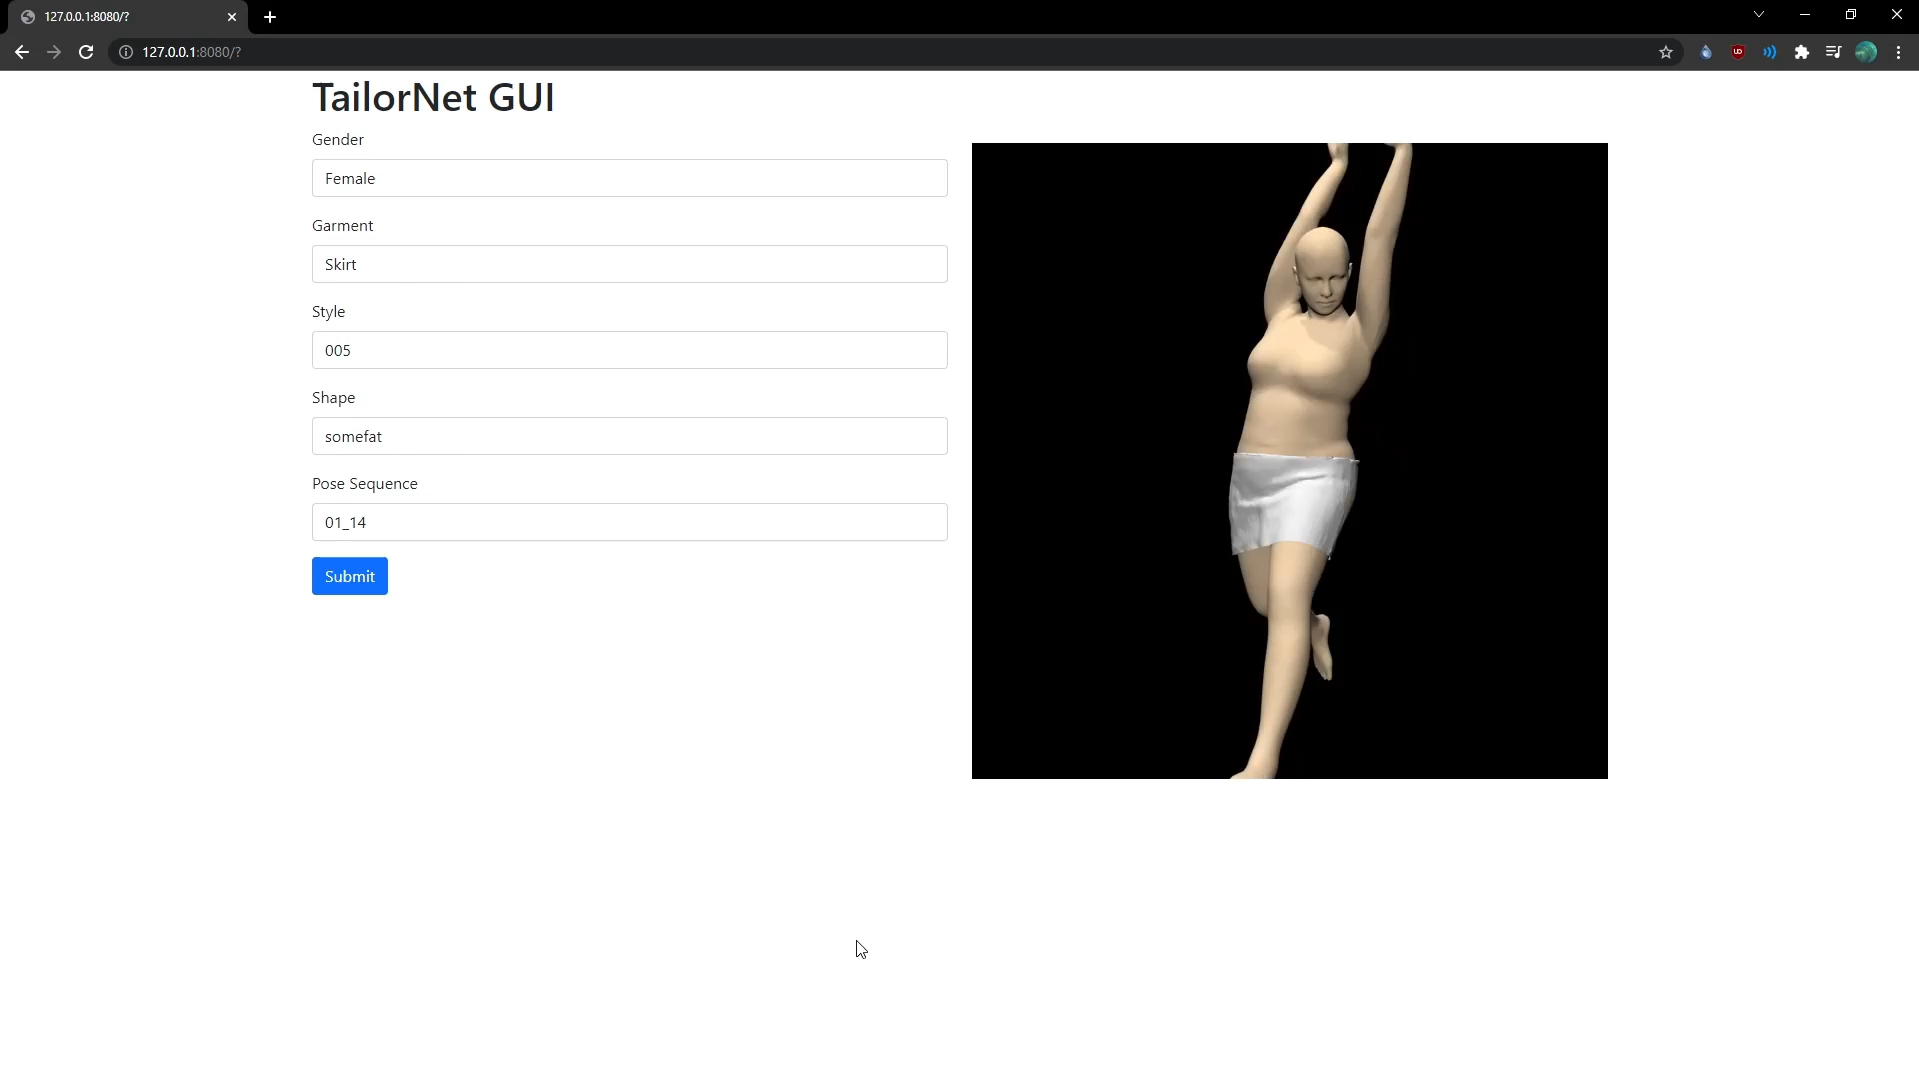 127.0.0.1:8080/?
127.0.0.1:8080/?
TailorNet GUI
Gender
Female
Garment
Skirt
Style
005
Shape
somefat
Pose Sequence
01_14
Submit